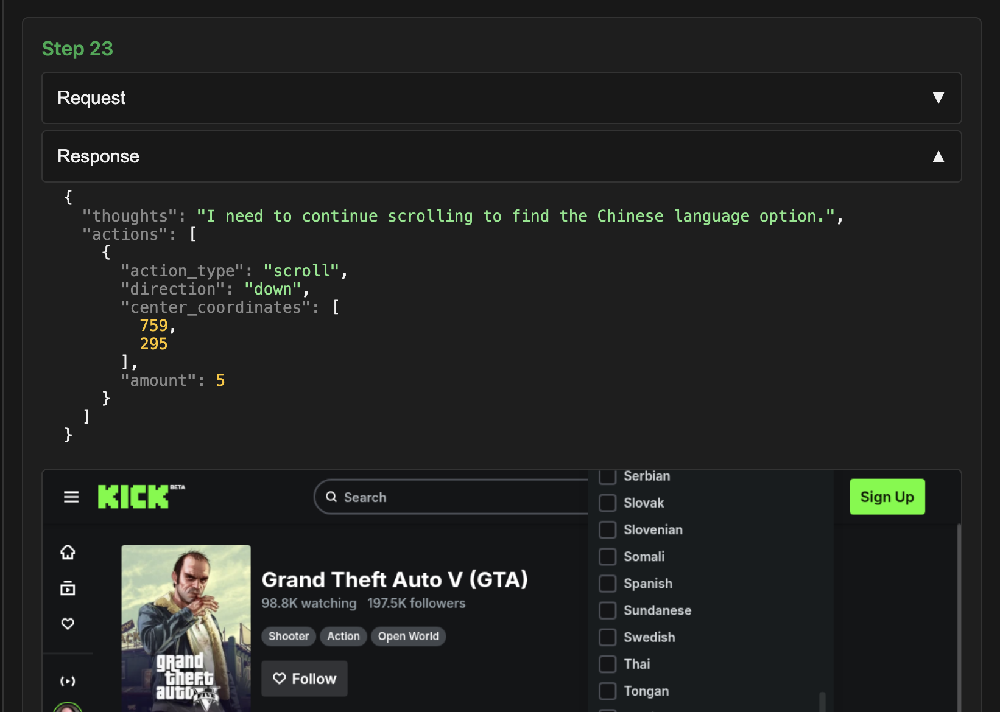 Step 23
Request ▼
Response ▲
{
"thoughts": "I need to continue scrolling to find the Chinese language option.",
"actions": [
{
"action_type": "scroll",
"direction": "down",
"center_coordinates": [
759,
295
],
"amount": 5
}
]
}
KICK BETA
Search
Sign Up
Grand Theft Auto V (GTA)
98.8K watching 197.5K followers
Shooter Action Open World
Follow
grand
theft
auto V
Serbian
Slovak
Slovenian
Somali
Spanish
Sundanese
Swedish
Thai
Tongan